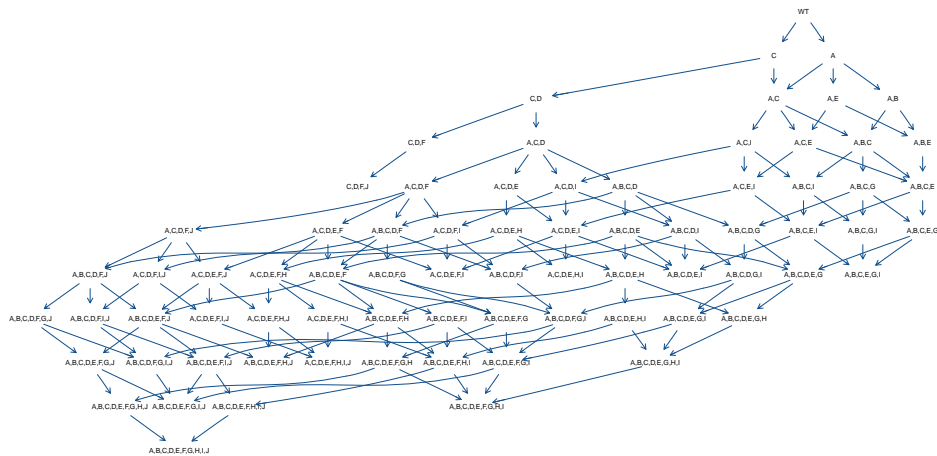 WT
C A
C,D A,C A,E A,B
C,D,F A,C,D A,C,I A,C,E A,B,C A,B,E
C,D,F,J A,C,D,F A,C,D,E A,C,D,I A,B,C,D A,C,E,I A,B,C,I A,B,C,G A,B,C,E
A,C,D,F,J A,C,D,E,F A,B,C,D,F A,C,D,F,I A,C,D,E,H A,C,D,E,I A,B,C,D,E A,B,C,D,I A,B,C,D,G A,B,C,E,I A,B,C,G,I A,B,C,E,G
A,B,C,D,F,J A,C,D,F,I,J A,C,D,E,F,J A,C,D,E,F,H A,B,C,D,E,F A,B,C,D,F,G A,C,D,E,F,I A,B,C,D,F,I A,C,D,E,H,I A,B,C,D,E,H A,B,C,D,E,I A,B,C,D,G,I A,B,C,D,E,G A,B,C,E,G,I
A,B,C,D,F,G,J A,B,C,D,F,I,J A,B,C,D,E,F,J A,C,D,E,F,I,J A,C,D,E,F,H,J A,C,D,E,F,H,I A,B,C,D,E,F,H A,B,C,D,E,F,I A,B,C,D,E,F,G A,B,C,D,F,G,I A,B,C,D,E,H,I A,B,C,D,E,G,I A,B,C,D,E,G,H
A,B,C,D,E,F,G,J A,B,C,D,F,G,I,J A,B,C,D,E,F,I,J A,B,C,D,E,F,H,J A,C,D,E,F,H,I,J A,B,C,D,E,F,G,H A,B,C,D,E,F,H,I A,B,C,D,E,F,G,I A,B,C,D,E,G,H,I
A,B,C,D,E,F,G,H,J A,B,C,D,E,F,G,I,J A,B,C,D,E,F,H,I,J A,B,C,D,E,F,G,H,I
A,B,C,D,E,F,G,H,I,J